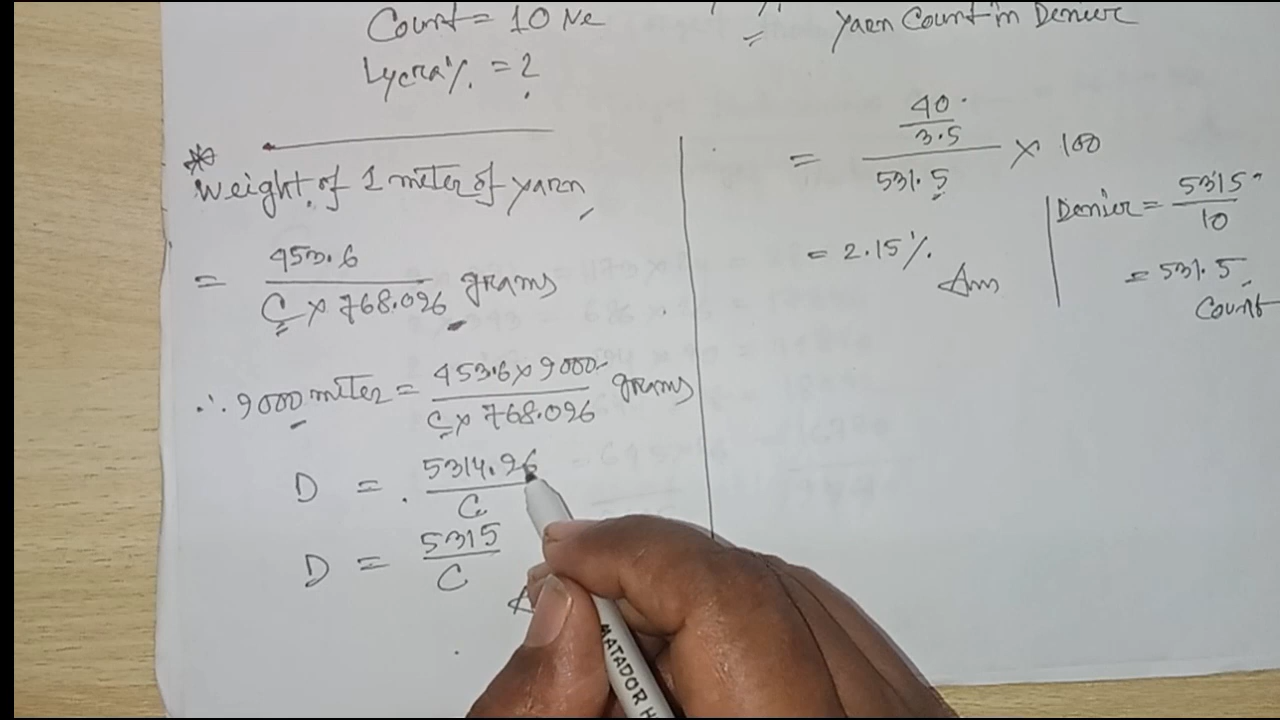 Count = 10 Ne
Lycra% = ?
Weight of 1 meter of yarn,
= 453.6 / C × 768.096 grams
∴ 9000 miter = 453.6 × 9000 / C × 768.096 grams
D = 5314.96 / C
D = 5315 / C
= Yarn Count in Denier
= 40 / 3.5 / 531.5 × 100
= 2.15%.
Ans
Denier = 5315 / 10
= 531.5
Count
MATADOR H